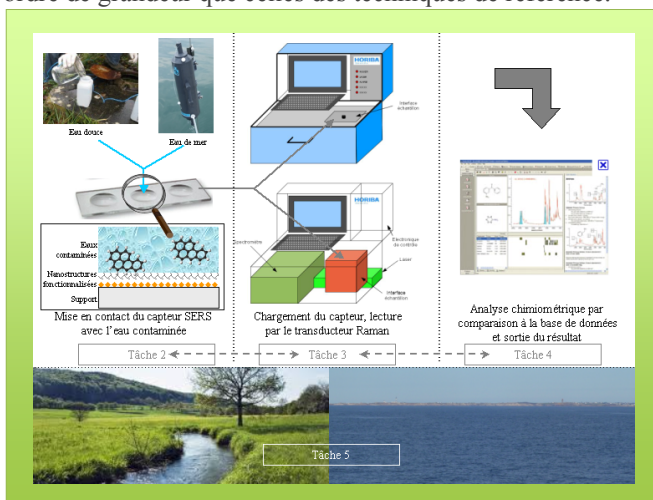 ordre de grandeur que celles des techniques de référence.
Eau douce
Eau de mer
Eaux
contaminées
Nanostructures
fonctionnalisées
Support
Mise en contact du capteur SERS
avec l'eau contaminée
Tâche 2
HORIBA
Interface
échantillon
HORIBA
Spectromètre
Electronique
de contrôle
Laser
Interface
échantillon
Chargement du capteur, lecture
par le transducteur Raman
Tâche 3
Analyse chimiométrique par
comparaison à la base de données
et sortie du résultat
Tâche 4
Tâche 5